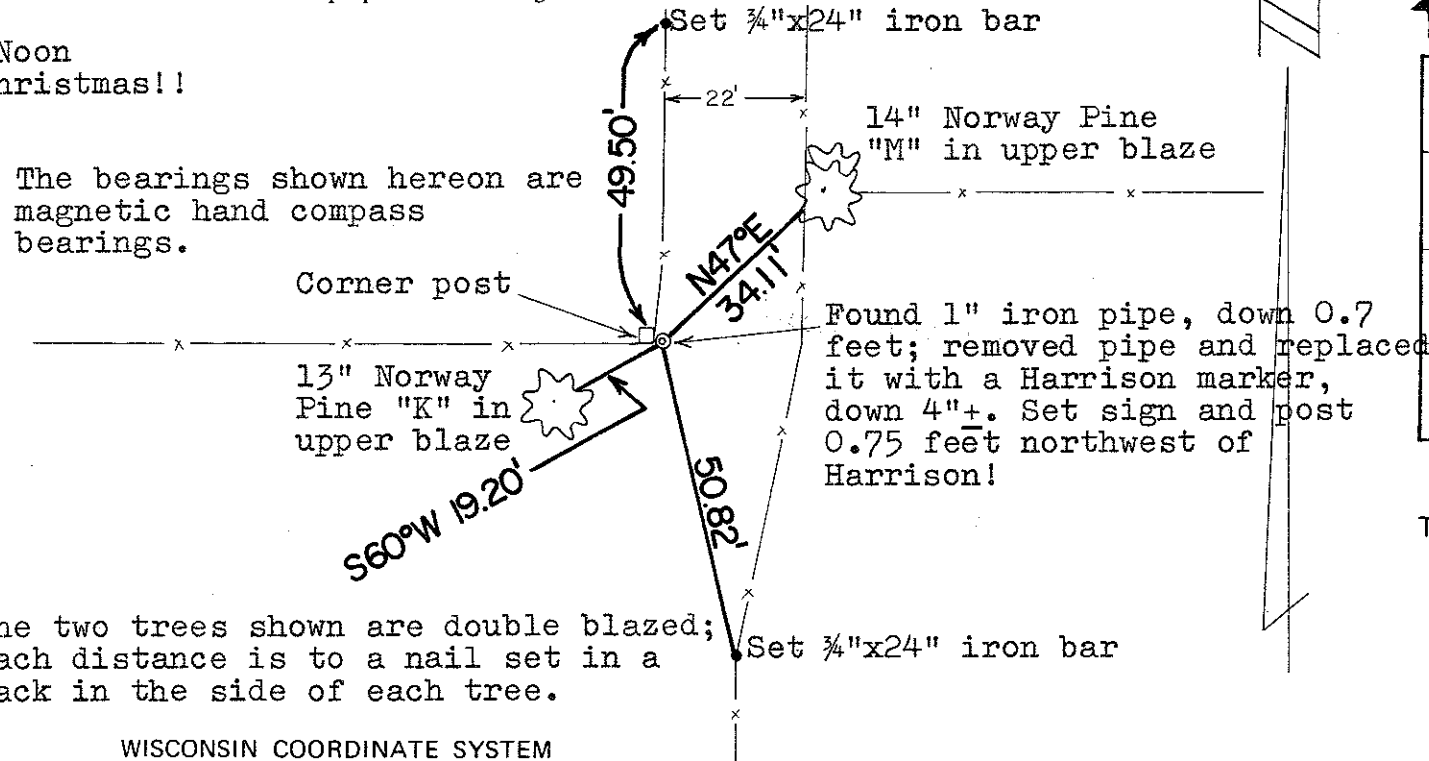 Set ¾"x24" iron bar
Noon
hristmas!!
22'
49.50'
14" Norway Pine
"M" in upper blaze
The bearings shown hereon are
magnetic hand compass
bearings.
N47°E
34.11'
Corner post
Found 1" iron pipe, down 0.7
feet; removed pipe and replaced
it with a Harrison marker,
down 4"±. Set sign and post
0.75 feet northwest of
Harrison!
13" Norway
Pine "K" in
upper blaze
S60°W 19.20'
50.82'
he two trees shown are double blazed;
ach distance is to a nail set in a
ack in the side of each tree.
Set ¾"x24" iron bar
WISCONSIN COORDINATE SYSTEM